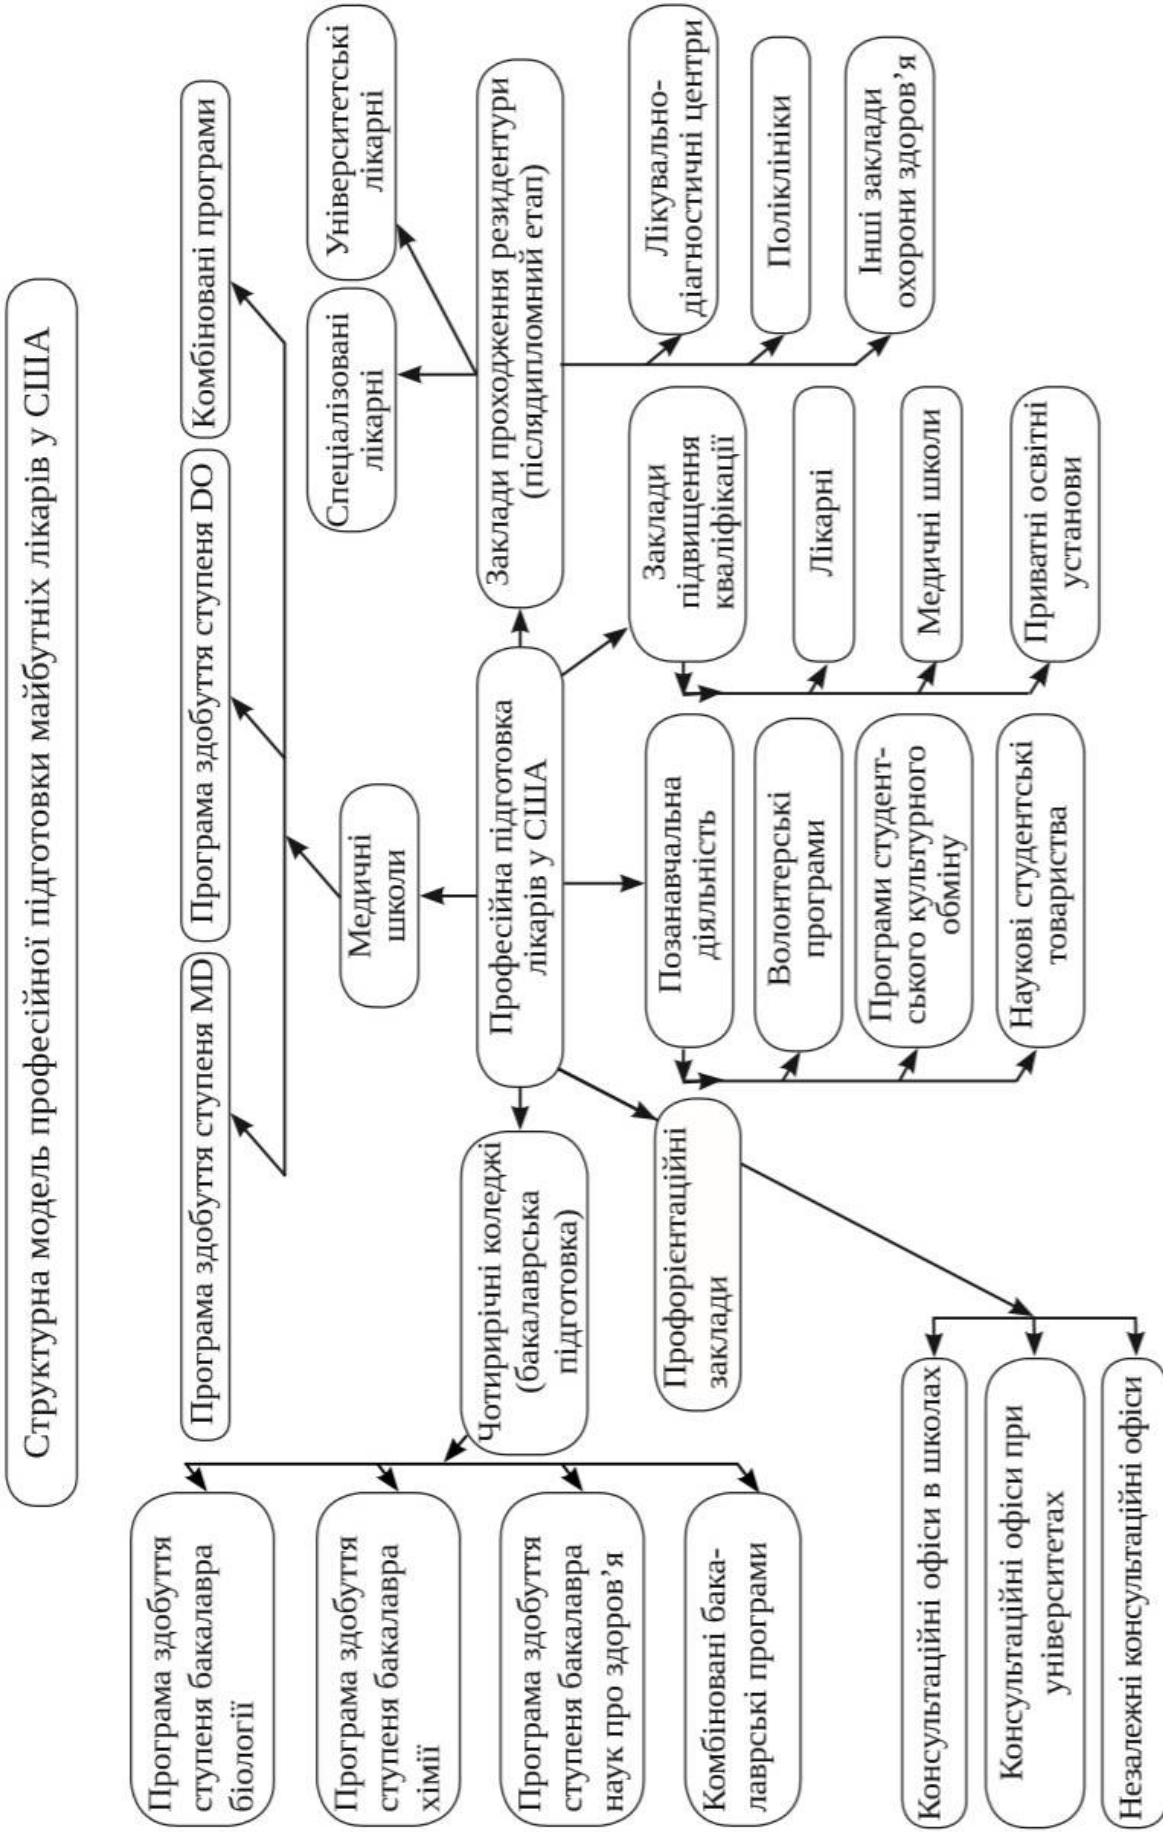 Структурна модель професійної підготовки майбутніх лікарів у США
Програма здобуття ступеня MD
Програма здобуття ступеня DO
Комбіновані програми
Медичні
школи
Спеціалізовані
лікарні
Університетські
лікарні
Програма здобуття
ступеня бакалавра
біології
Програма здобуття
ступеня бакалавра
хімії
Програма здобуття
ступеня бакалавра
наук про здоров’я
Комбіновані бака-
лаврські програми
Чотирирічні коледжі
(бакалаврська
підготовка)
Професійна підготовка
лікарів у США
Заклади проходження резидентури
(післядипломний етап)
Профорієнтаційні
заклади
Консультаційні офіси в школах
Консультаційні офіси при
університетах
Незалежні консультаційні офіси
Позанавчальна
діяльність
Волонтерські
програми
Програми студент-
ського культурного
обміну
Наукові студентські
товариства
Заклади
підвищення
кваліфікації
Лікарні
Медичні школи
Приватні освітні
установи
Лікувально-
діагностичні центри
Поліклініки
Інші заклади
охорони здоров’я